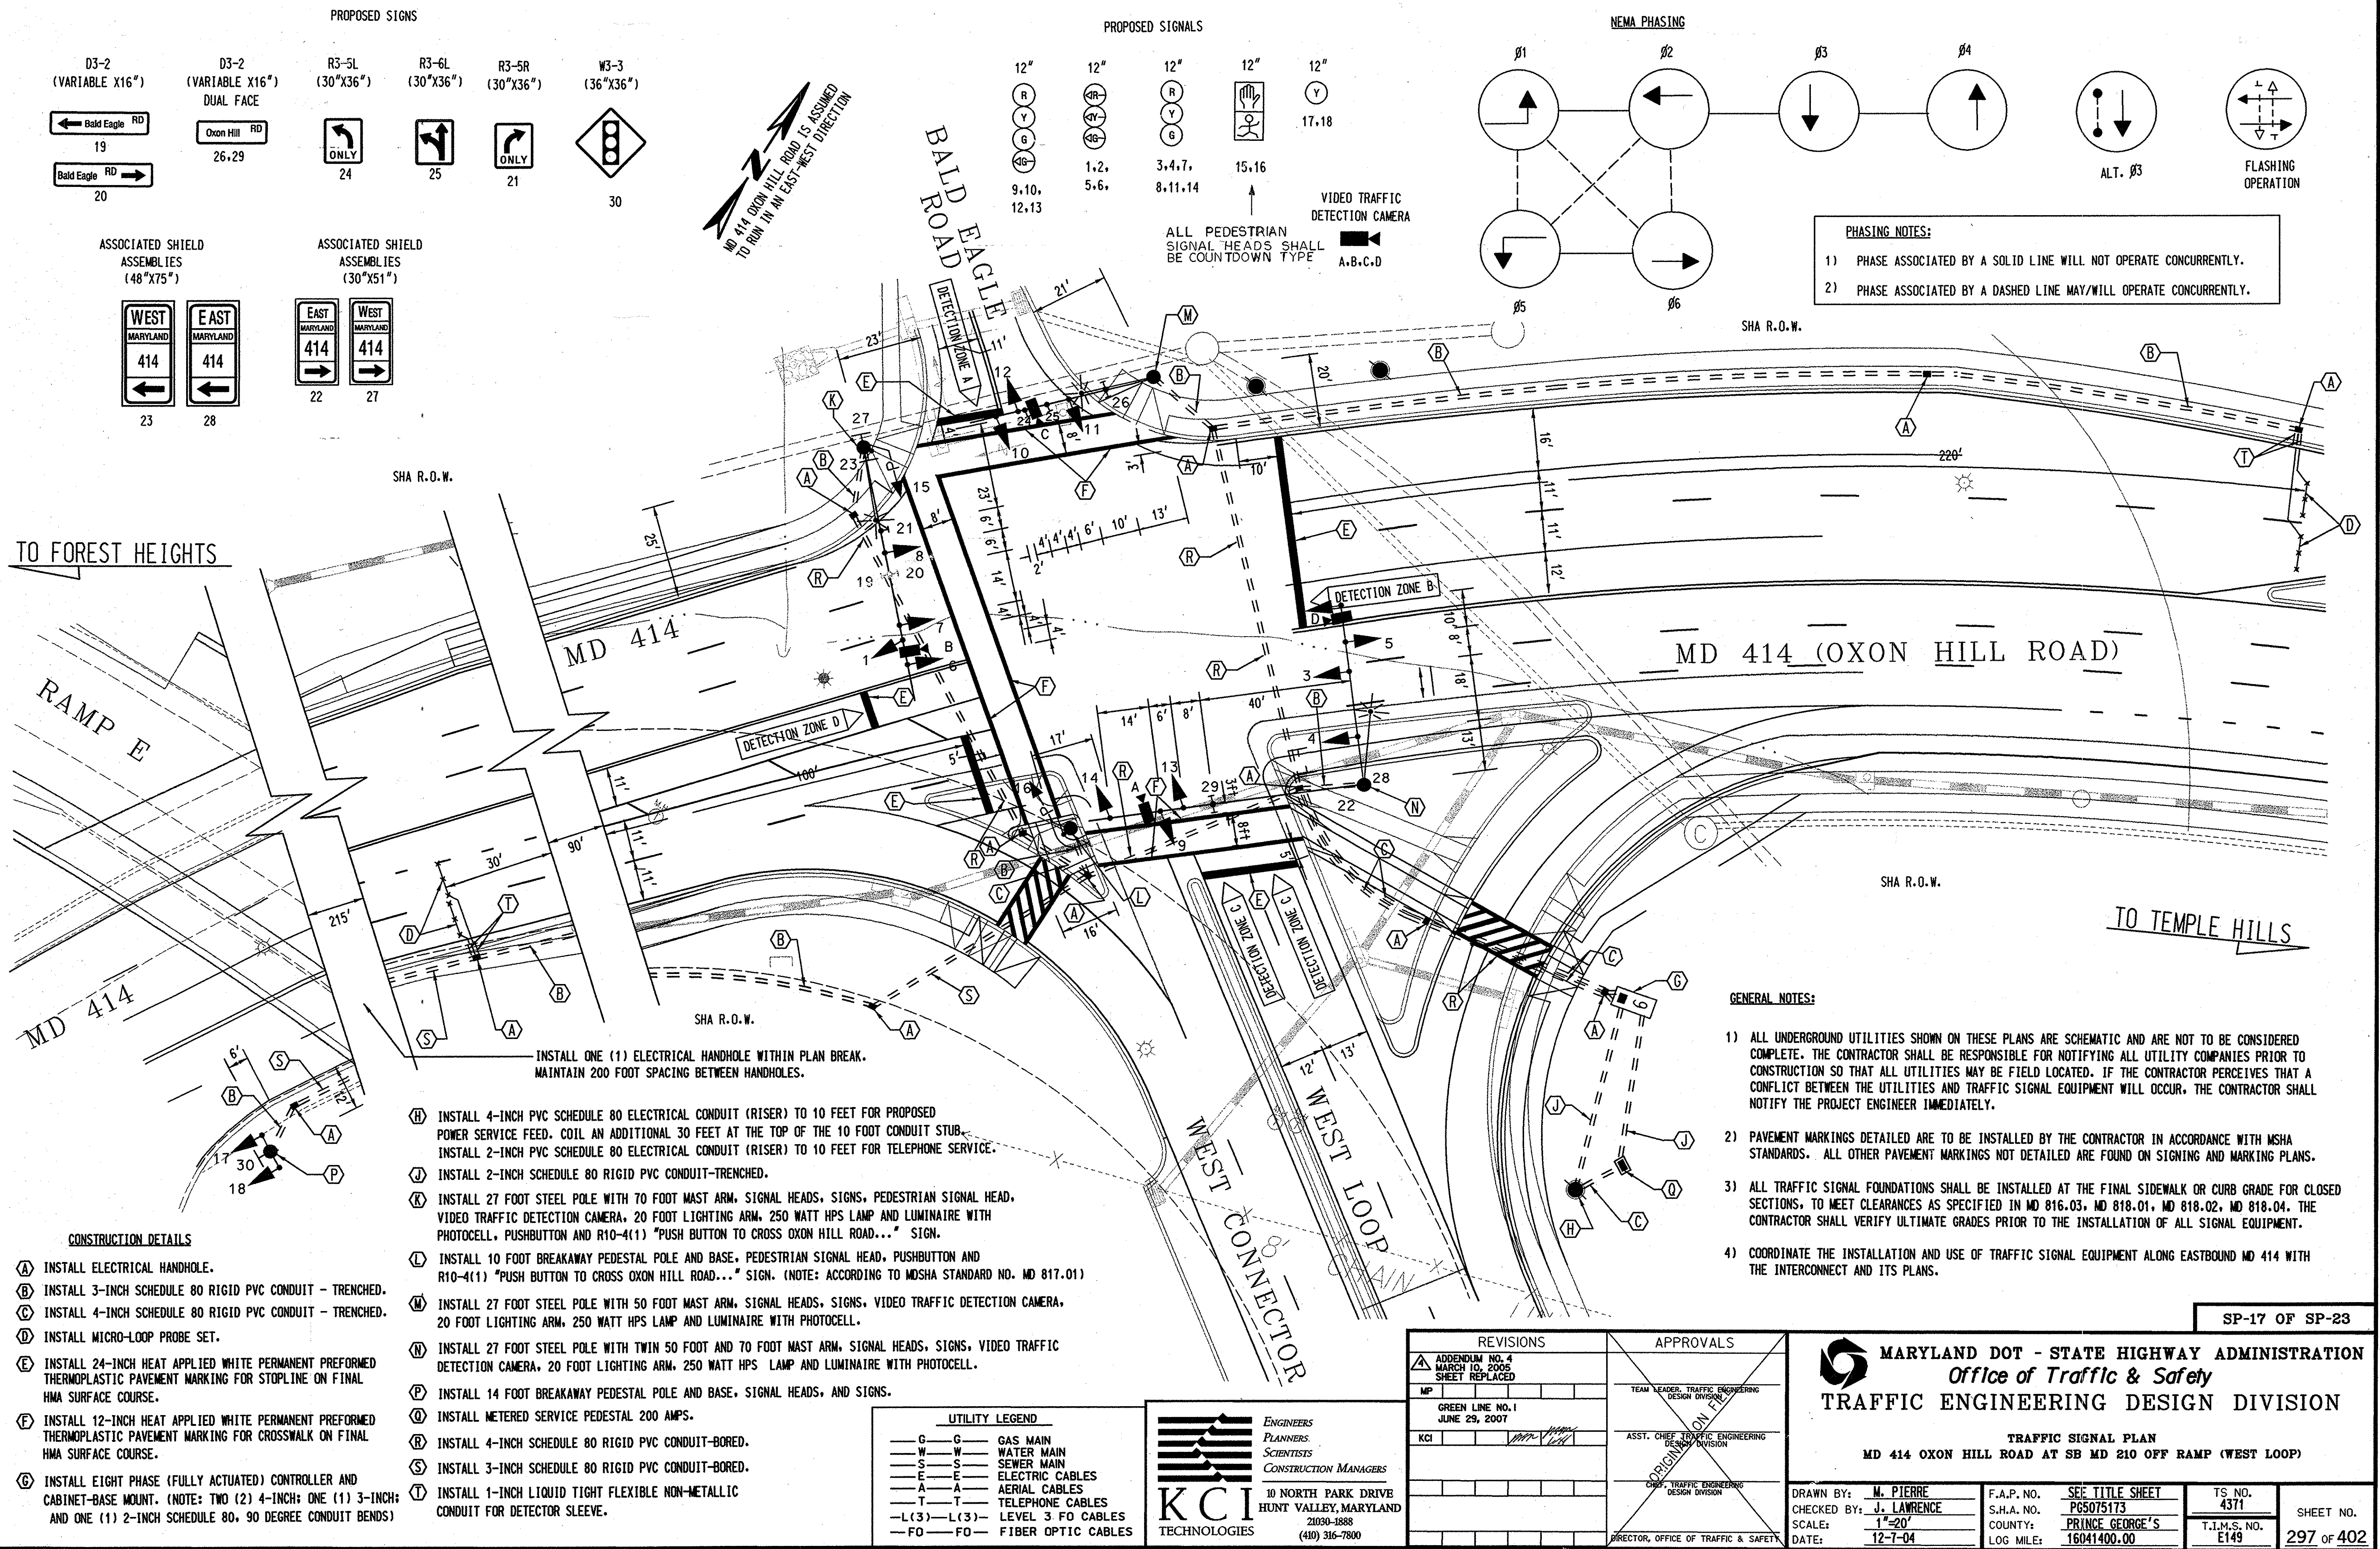 PROPOSED SIGNS
D3-2
(VARIABLE X16")
Bald Eagle RD
19
Bald Eagle RD
20
D3-2
(VARIABLE X16")
DUAL FACE
Oxon Hill RD
26,29
R3-5L
(30"X36")
ONLY
24
R3-6L
(30"X36")
25
R3-5R
(30"X36")
ONLY
21
W3-3
(36"X36")
30
ASSOCIATED SHIELD
ASSEMBLIES
(48"X75")
WEST
MARYLAND
414
23
EAST
MARYLAND
414
28
ASSOCIATED SHIELD
ASSEMBLIES
(30"X51")
EAST
MARYLAND
414
22
WEST
MARYLAND
414
27
N
MD 414 OXON HILL ROAD IS ASSUMED
TO RUN IN AN EAST-WEST DIRECTION
PROPOSED SIGNALS
12"
R
Y
G
G
9,10,
12,13
12"
R
Y
G
1,2,
5,6,
12"
R
Y
G
3,4,7,
8,11,14
12"
15,16
ALL PEDESTRIAN
SIGNAL HEADS SHALL
BE COUNTDOWN TYPE
12"
Y
17,18
VIDEO TRAFFIC
DETECTION CAMERA
A,B,C,D
NEMA PHASING
Ø1
Ø2
Ø3
Ø4
Ø5
Ø6
ALT. Ø3
FLASHING
OPERATION
PHASING NOTES:
1) PHASE ASSOCIATED BY A SOLID LINE WILL NOT OPERATE CONCURRENTLY.
2) PHASE ASSOCIATED BY A DASHED LINE MAY/WILL OPERATE CONCURRENTLY.
BALD EAGLE
ROAD
DETECTION ZONE A
DETECTION ZONE B
DETECTION ZONE C
DETECTION ZONE C
DETECTION ZONE D
SHA R.O.W.
SHA R.O.W.
SHA R.O.W.
SHA R.O.W.
TO FOREST HEIGHTS
TO TEMPLE HILLS
RAMP E
MD 414
MD 414
MD 414 (OXON HILL ROAD)
WEST LOOP
WEST CONNECTOR
CHAIN
220'
100'
90'
30'
215'
INSTALL ONE (1) ELECTRICAL HANDHOLE WITHIN PLAN BREAK.
MAINTAIN 200 FOOT SPACING BETWEEN HANDHOLES.
CONSTRUCTION DETAILS
A INSTALL ELECTRICAL HANDHOLE.
B INSTALL 3-INCH SCHEDULE 80 RIGID PVC CONDUIT - TRENCHED.
C INSTALL 4-INCH SCHEDULE 80 RIGID PVC CONDUIT - TRENCHED.
D INSTALL MICRO-LOOP PROBE SET.
E INSTALL 24-INCH HEAT APPLIED WHITE PERMANENT PREFORMED
THERMOPLASTIC PAVEMENT MARKING FOR STOPLINE ON FINAL
HMA SURFACE COURSE.
F INSTALL 12-INCH HEAT APPLIED WHITE PERMANENT PREFORMED
THERMOPLASTIC PAVEMENT MARKING FOR CROSSWALK ON FINAL
HMA SURFACE COURSE.
G INSTALL EIGHT PHASE (FULLY ACTUATED) CONTROLLER AND
CABINET-BASE MOUNT. (NOTE: TWO (2) 4-INCH; ONE (1) 3-INCH;
AND ONE (1) 2-INCH SCHEDULE 80, 90 DEGREE CONDUIT BENDS)
H INSTALL 4-INCH PVC SCHEDULE 80 ELECTRICAL CONDUIT (RISER) TO 10 FEET FOR PROPOSED
POWER SERVICE FEED. COIL AN ADDITIONAL 30 FEET AT THE TOP OF THE 10 FOOT CONDUIT STUB.
INSTALL 2-INCH PVC SCHEDULE 80 ELECTRICAL CONDUIT (RISER) TO 10 FEET FOR TELEPHONE SERVICE.
J INSTALL 2-INCH SCHEDULE 80 RIGID PVC CONDUIT-TRENCHED.
K INSTALL 27 FOOT STEEL POLE WITH 70 FOOT MAST ARM, SIGNAL HEADS, SIGNS, PEDESTRIAN SIGNAL HEAD,
VIDEO TRAFFIC DETECTION CAMERA, 20 FOOT LIGHTING ARM, 250 WATT HPS LAMP AND LUMINAIRE WITH
PHOTOCELL, PUSHBUTTON AND R10-4(1) "PUSH BUTTON TO CROSS OXON HILL ROAD..." SIGN.
L INSTALL 10 FOOT BREAKAWAY PEDESTAL POLE AND BASE, PEDESTRIAN SIGNAL HEAD, PUSHBUTTON AND
R10-4(1) "PUSH BUTTON TO CROSS OXON HILL ROAD..." SIGN. (NOTE: ACCORDING TO MDSHA STANDARD NO. MD 817.01)
M INSTALL 27 FOOT STEEL POLE WITH 50 FOOT MAST ARM, SIGNAL HEADS, SIGNS, VIDEO TRAFFIC DETECTION CAMERA,
20 FOOT LIGHTING ARM, 250 WATT HPS LAMP AND LUMINAIRE WITH PHOTOCELL.
N INSTALL 27 FOOT STEEL POLE WITH TWIN 50 FOOT AND 70 FOOT MAST ARM, SIGNAL HEADS, SIGNS, VIDEO TRAFFIC
DETECTION CAMERA, 20 FOOT LIGHTING ARM, 250 WATT HPS LAMP AND LUMINAIRE WITH PHOTOCELL.
P INSTALL 14 FOOT BREAKAWAY PEDESTAL POLE AND BASE, SIGNAL HEADS, AND SIGNS.
Q INSTALL METERED SERVICE PEDESTAL 200 AMPS.
R INSTALL 4-INCH SCHEDULE 80 RIGID PVC CONDUIT-BORED.
S INSTALL 3-INCH SCHEDULE 80 RIGID PVC CONDUIT-BORED.
T INSTALL 1-INCH LIQUID TIGHT FLEXIBLE NON-METALLIC
CONDUIT FOR DETECTOR SLEEVE.
GENERAL NOTES:
1) ALL UNDERGROUND UTILITIES SHOWN ON THESE PLANS ARE SCHEMATIC AND ARE NOT TO BE CONSIDERED
COMPLETE. THE CONTRACTOR SHALL BE RESPONSIBLE FOR NOTIFYING ALL UTILITY COMPANIES PRIOR TO
CONSTRUCTION SO THAT ALL UTILITIES MAY BE FIELD LOCATED. IF THE CONTRACTOR PERCEIVES THAT A
CONFLICT BETWEEN THE UTILITIES AND TRAFFIC SIGNAL EQUIPMENT WILL OCCUR, THE CONTRACTOR SHALL
NOTIFY THE PROJECT ENGINEER IMMEDIATELY.
2) PAVEMENT MARKINGS DETAILED ARE TO BE INSTALLED BY THE CONTRACTOR IN ACCORDANCE WITH MSHA
STANDARDS. ALL OTHER PAVEMENT MARKINGS NOT DETAILED ARE FOUND ON SIGNING AND MARKING PLANS.
3) ALL TRAFFIC SIGNAL FOUNDATIONS SHALL BE INSTALLED AT THE FINAL SIDEWALK OR CURB GRADE FOR CLOSED
SECTIONS, TO MEET CLEARANCES AS SPECIFIED IN MD 816.03, MD 818.01, MD 818.02, MD 818.04. THE
CONTRACTOR SHALL VERIFY ULTIMATE GRADES PRIOR TO THE INSTALLATION OF ALL SIGNAL EQUIPMENT.
4) COORDINATE THE INSTALLATION AND USE OF TRAFFIC SIGNAL EQUIPMENT ALONG EASTBOUND MD 414 WITH
THE INTERCONNECT AND ITS PLANS.
UTILITY LEGEND
G G GAS MAIN
W W WATER MAIN
S S SEWER MAIN
E E ELECTRIC CABLES
A A AERIAL CABLES
T T TELEPHONE CABLES
L(3) L(3) LEVEL 3 FO CABLES
FO FO FIBER OPTIC CABLES
KCI
TECHNOLOGIES
ENGINEERS
PLANNERS
SCIENTISTS
CONSTRUCTION MANAGERS
10 NORTH PARK DRIVE
HUNT VALLEY, MARYLAND
21030-1888
(410) 316-7800
REVISIONS
4 ADDENDUM NO. 4
MARCH 10, 2005
SHEET REPLACED
MP
GREEN LINE NO.1
JUNE 29, 2007
KCI
APPROVALS
TEAM LEADER, TRAFFIC ENGINEERING
DESIGN DIVISION
ASST. CHIEF TRAFFIC ENGINEERING
DESIGN DIVISION
CHIEF, TRAFFIC ENGINEERING
DESIGN DIVISION
DIRECTOR, OFFICE OF TRAFFIC & SAFETY
ORIGINAL ON FILE
SP-17 OF SP-23
MARYLAND DOT - STATE HIGHWAY ADMINISTRATION
Office of Traffic & Safety
TRAFFIC ENGINEERING DESIGN DIVISION
TRAFFIC SIGNAL PLAN
MD 414 OXON HILL ROAD AT SB MD 210 OFF RAMP (WEST LOOP)
DRAWN BY: M. PIERRE
CHECKED BY: J. LAWRENCE
SCALE: 1"=20'
DATE: 12-7-04
F.A.P. NO. SEE TITLE SHEET
S.H.A. NO. PG5075173
COUNTY: PRINCE GEORGE'S
LOG MILE: 16041400.00
TS NO.
4371
T.I.M.S. NO.
E149
SHEET NO.
297 OF 402